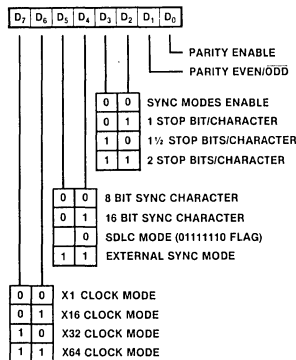 D7 D6 D5 D4 D3 D2 D1 D0
PARITY ENABLE
PARITY EVEN/ODD
0 0 SYNC MODES ENABLE
0 1 1 STOP BIT/CHARACTER
1 0 1½ STOP BITS/CHARACTER
1 1 2 STOP BITS/CHARACTER
0 0 8 BIT SYNC CHARACTER
0 1 16 BIT SYNC CHARACTER
0 SDLC MODE (01111110 FLAG)
1 1 EXTERNAL SYNC MODE
0 0 X1 CLOCK MODE
0 1 X16 CLOCK MODE
1 0 X32 CLOCK MODE
1 1 X64 CLOCK MODE